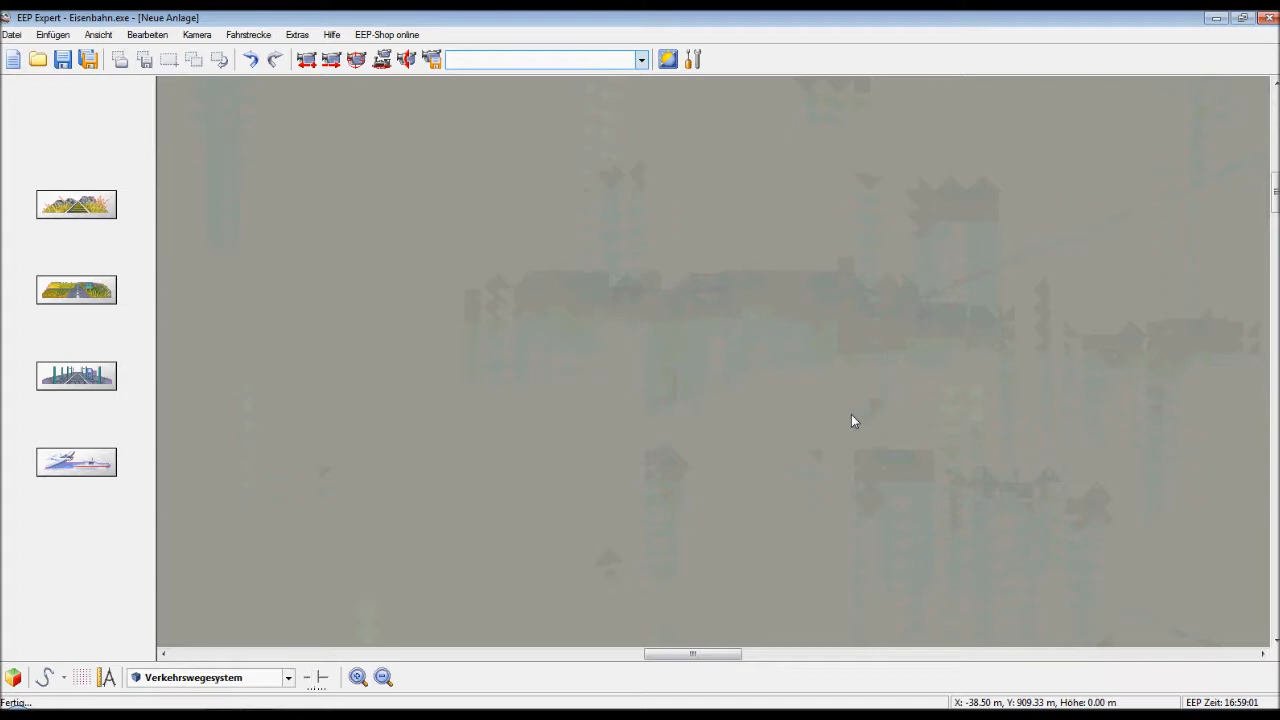 EEP Expert - Eisenbahn.exe - [Neue Anlage]
Datei Einfügen Ansicht Bearbeiten Kamera Fahrstrecke Extras Hilfe EEP-Shop online
Verkehrswegesystem
Fertig... X: -38.50 m, Y: 909.33 m, Höhe: 0.00 m EEP Zeit: 16:59:01